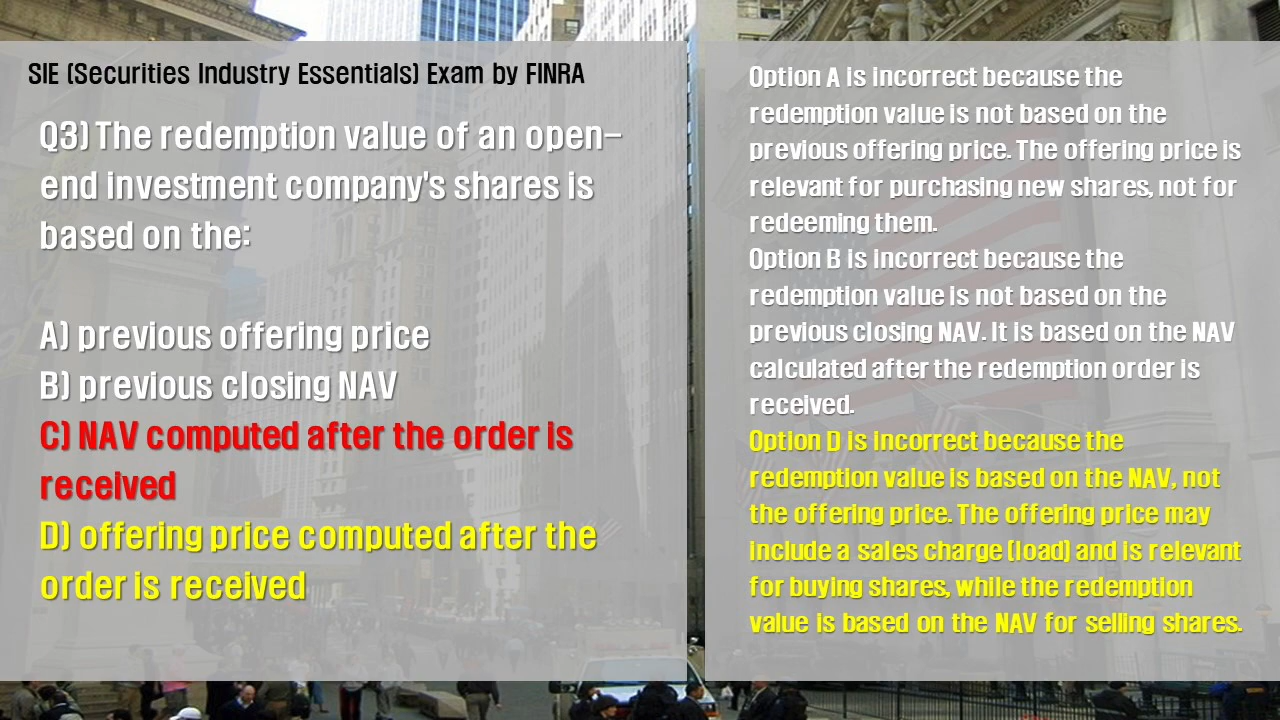 SIE (Securities Industry Essentials) Exam by FINRA
Q3) The redemption value of an open-
end investment company's shares is
based on the:
A) previous offering price
B) previous closing NAV
C) NAV computed after the order is
received
D) offering price computed after the
order is received
Option A is incorrect because the
redemption value is not based on the
previous offering price. The offering price is
relevant for purchasing new shares, not for
redeeming them.
Option B is incorrect because the
redemption value is not based on the
previous closing NAV. It is based on the NAV
calculated after the redemption order is
received.
Option D is incorrect because the
redemption value is based on the NAV, not
the offering price. The offering price may
include a sales charge (load) and is relevant
for buying shares, while the redemption
value is based on the NAV for selling shares.